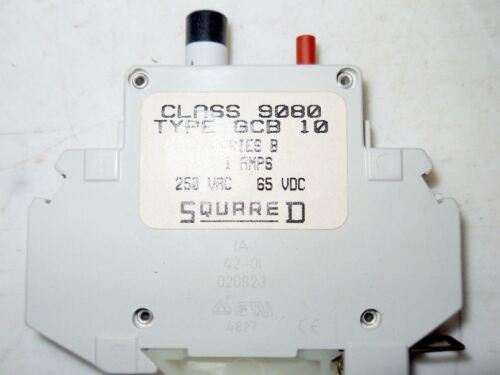 CLASS 9080
TYPE GCB 10
SERIES B
1 AMPS
250 VAC 65 VDC
SQUARE D
1A
42-01
020823
4827 CE